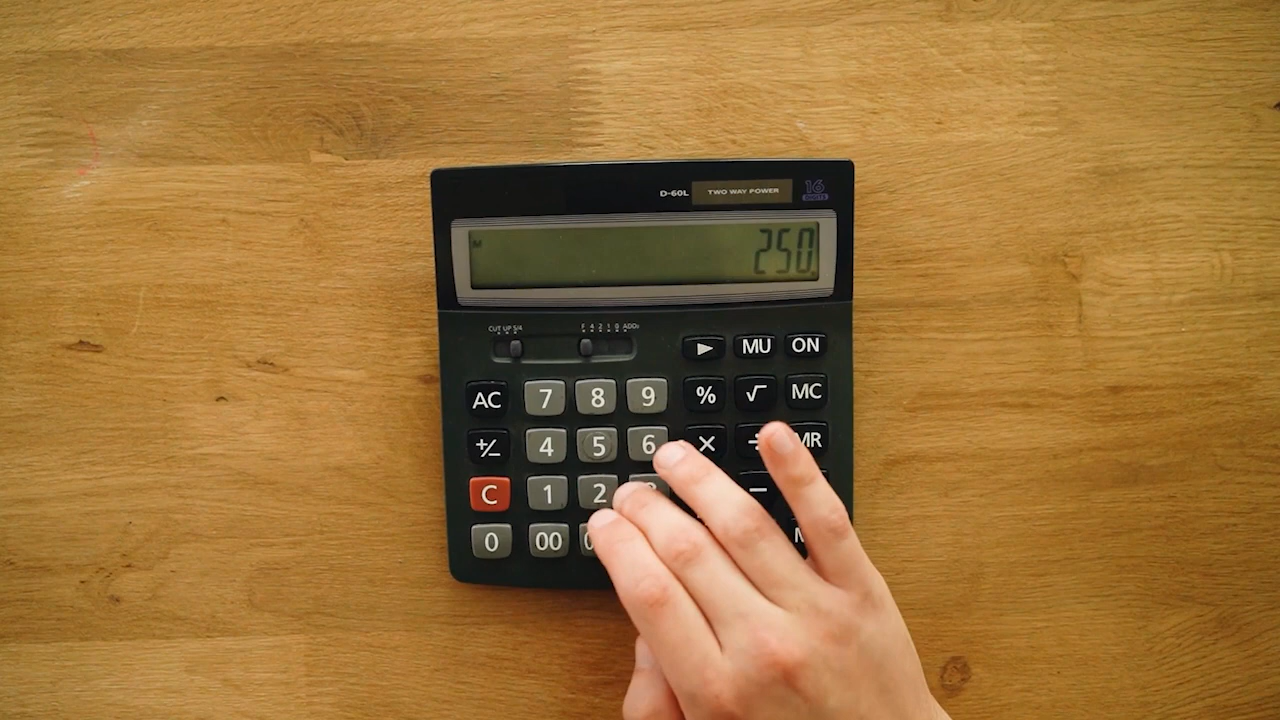 D-60L TWO WAY POWER 16 DIGITS
M 250.
CUT UP 5/4 F 4 2 1 0 ADD2
▶ MU ON
AC 7 8 9 % √ MC
+/− 4 5 6 × ÷ MR
C 1 2 −
0 00